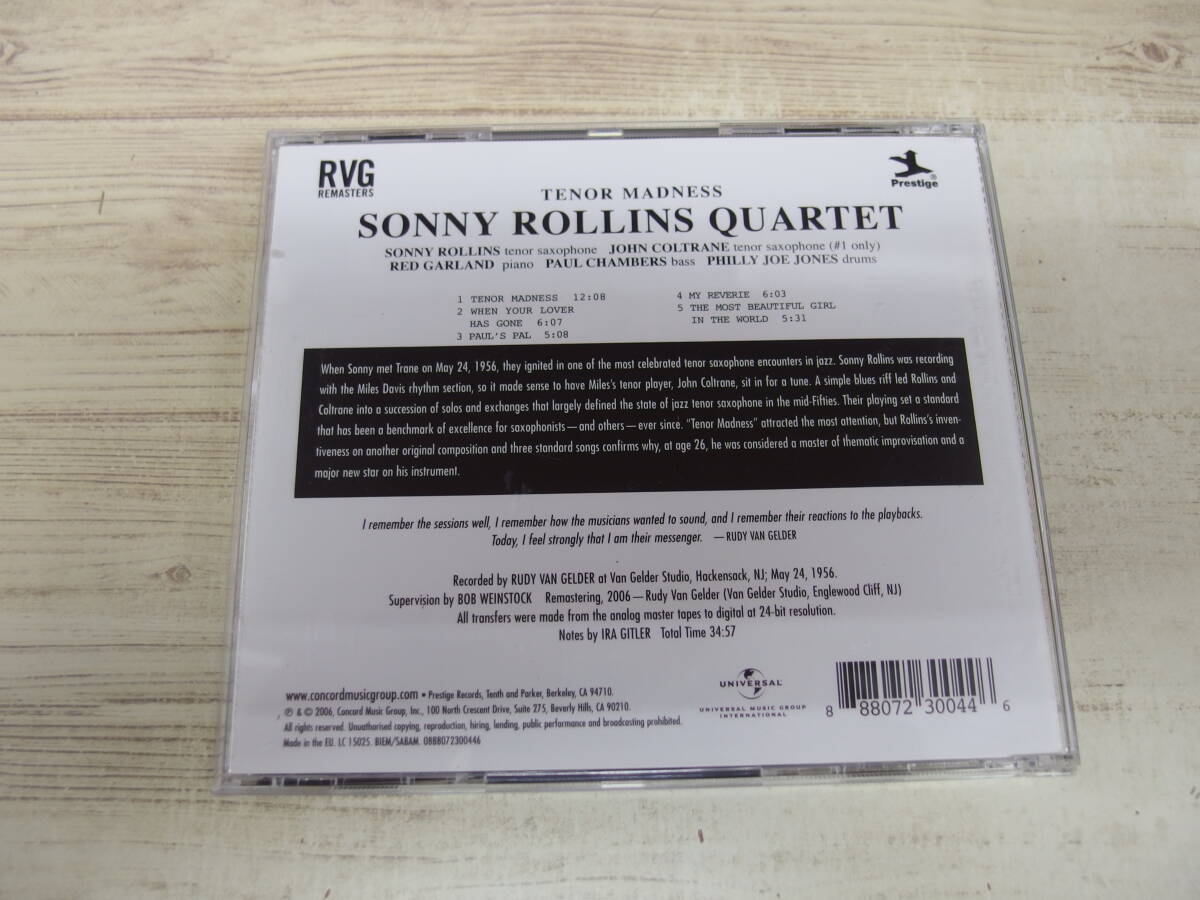 RVG
REMASTERS
Prestige®
TENOR MADNESS
SONNY ROLLINS QUARTET
SONNY ROLLINS tenor saxophone JOHN COLTRANE tenor saxophone (#1 only)
RED GARLAND piano PAUL CHAMBERS bass PHILLY JOE JONES drums
1 TENOR MADNESS 12:08
2 WHEN YOUR LOVER
HAS GONE 6:07
3 PAUL'S PAL 5:08
4 MY REVERIE 6:03
5 THE MOST BEAUTIFUL GIRL
IN THE WORLD 5:31
When Sonny met Trane on May 24, 1956, they ignited in one of the most celebrated tenor saxophone encounters in jazz. Sonny Rollins was recording
with the Miles Davis rhythm section, so it made sense to have Miles's tenor player, John Coltrane, sit in for a tune. A simple blues riff led Rollins and
Coltrane into a succession of solos and exchanges that largely defined the state of jazz tenor saxophone in the mid-Fifties. Their playing set a standard
that has been a benchmark of excellence for saxophonists—and others—ever since. "Tenor Madness" attracted the most attention, but Rollins's inven-
tiveness on another original composition and three standard songs confirms why, at age 26, he was considered a master of thematic improvisation and a
major new star on his instrument.
I remember the sessions well, I remember how the musicians wanted to sound, and I remember their reactions to the playbacks.
Today, I feel strongly that I am their messenger. —RUDY VAN GELDER
Recorded by RUDY VAN GELDER at Van Gelder Studio, Hackensack, NJ; May 24, 1956.
Supervision by BOB WEINSTOCK Remastering, 2006—Rudy Van Gelder (Van Gelder Studio, Englewood Cliff, NJ)
All transfers were made from the analog master tapes to digital at 24-bit resolution.
Notes by IRA GITLER Total Time 34:57
www.concordmusicgroup.com • Prestige Records, Tenth and Parker, Berkeley, CA 94710.
℗ & © 2006, Concord Music Group, Inc., 100 North Crescent Drive, Suite 275, Beverly Hills, CA 90210.
All rights reserved. Unauthorised copying, reproduction, hiring, lending, public performance and broadcasting prohibited.
Made in the EU. LC 15025. BIEM/SABAM. 0888072300446
UNIVERSAL
UNIVERSAL MUSIC GROUP
INTERNATIONAL
8 88072 30044 6